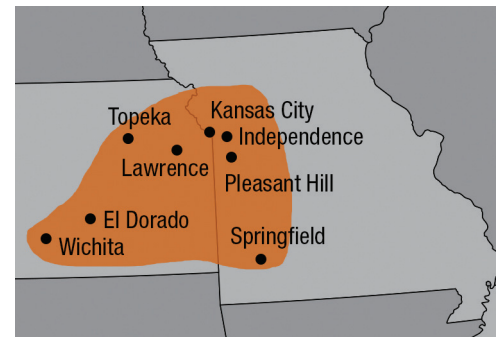 Kansas City
Topeka
Independence
Lawrence
Pleasant Hill
El Dorado
Springfield
Wichita